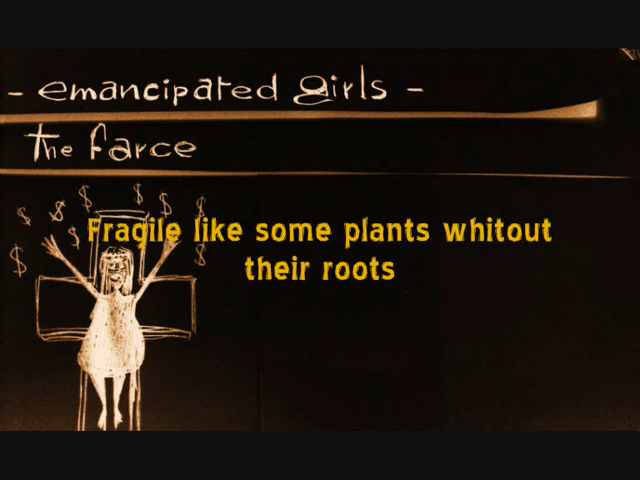 - emancipated girls -
the farce
Fragile like some plants whitout
their roots